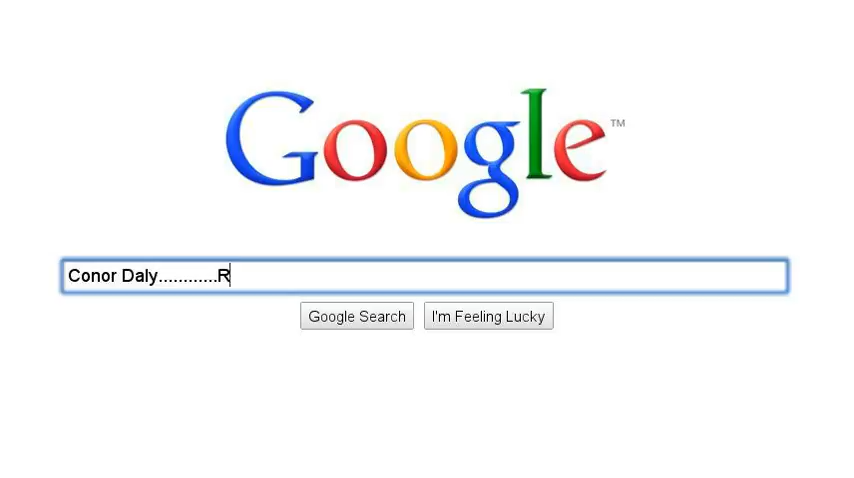 Google™
Conor Daly............R
Google Search
I'm Feeling Lucky